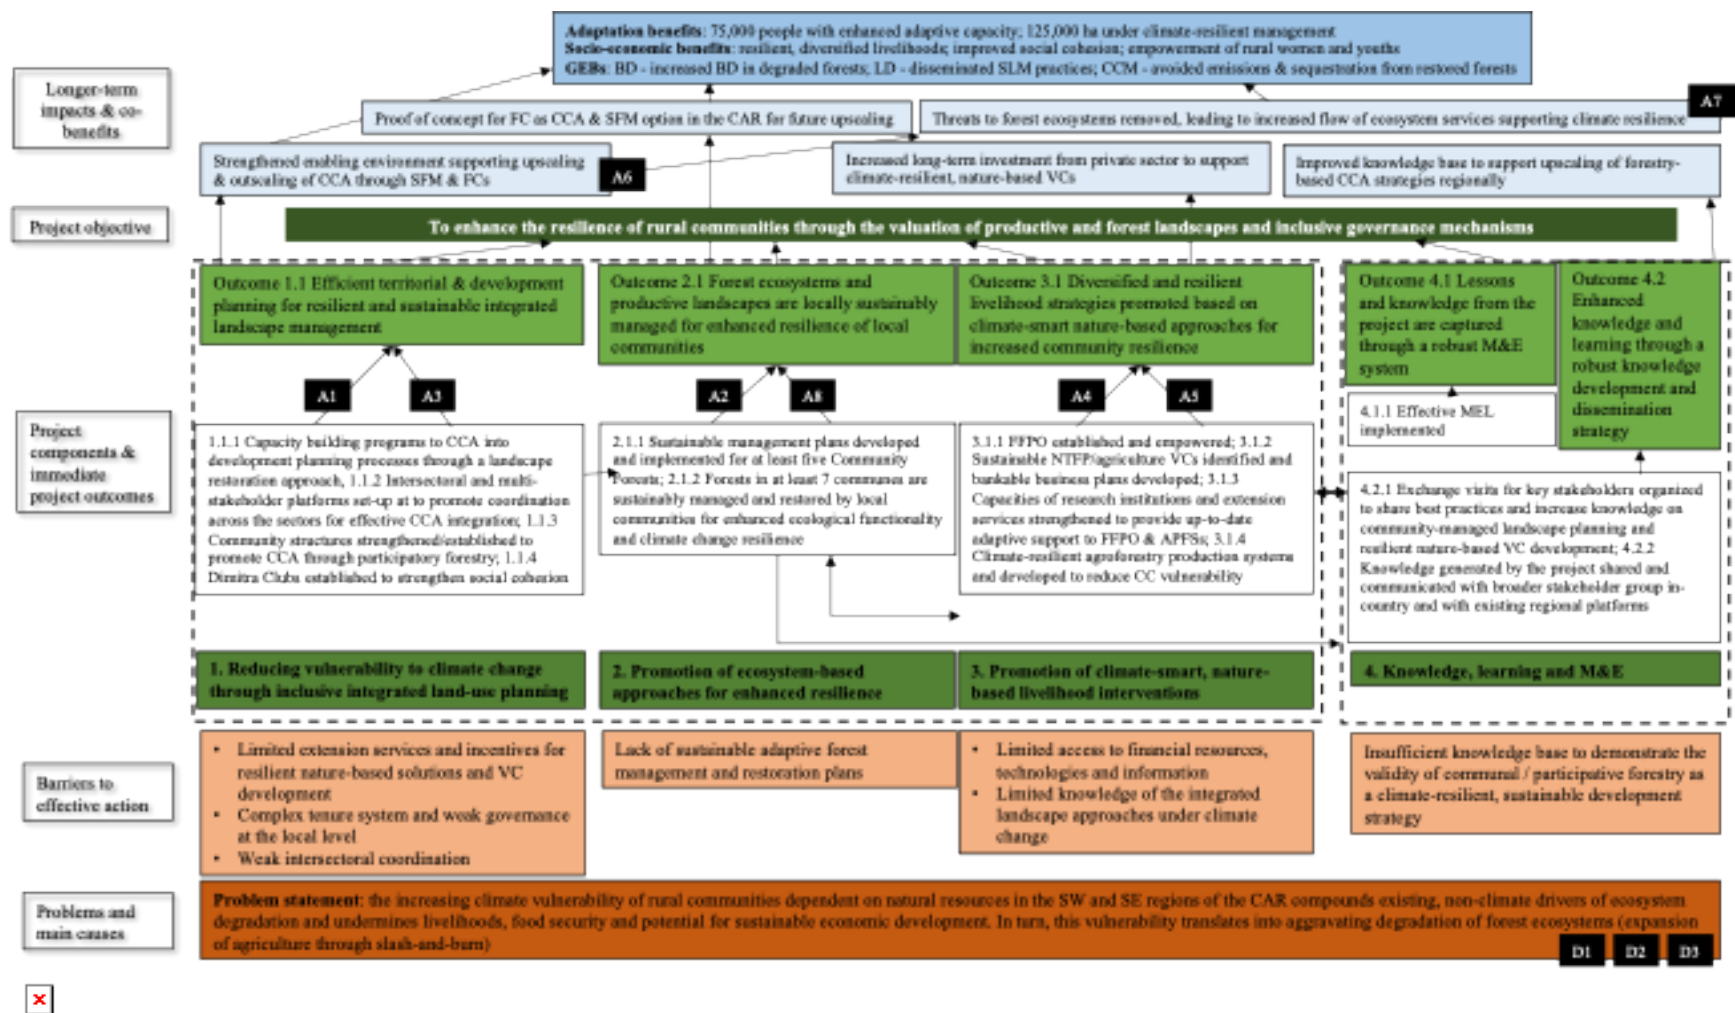 Adaptation benefits: 75,000 people with enhanced adaptive capacity; 125,000 ha under climate-resilient management
Socio-economic benefits: resilient, diversified livelihoods; improved social cohesion; empowerment of rural women and youths
GEBs: BD - increased BD in degraded forests; LD - disseminated SLM practices; CCM - avoided emissions & sequestration from restored forests
Longer-term
impacts & co-
benefits
A7
Proof of concept for FC as CCA & SFM option in the CAR for future upscaling
Threats to forest ecosystems removed, leading to increased flow of ecosystem services supporting climate resilience
Strengthened enabling environment supporting upscaling
& outscaling of CCA through SFM & FCs
A6
Increased long-term investment from private sector to support
climate-resilient, nature-based VCs
Improved knowledge base to support upscaling of forestry-
based CCA strategies regionally
Project objective
To enhance the resilience of rural communities through the valuation of productive and forest landscapes and inclusive governance mechanisms
Outcome 1.1 Efficient territorial & development
planning for resilient and sustainable integrated
landscape management
Outcome 2.1 Forest ecosystems and
productive landscapes are locally sustainably
managed for enhanced resilience of local
communities
Outcome 3.1 Diversified and resilient
livelihood strategies promoted based on
climate-smart nature-based approaches for
increased community resilience
Outcome 4.1 Lessons
and knowledge from the
project are captured
through a robust M&E
system
Outcome 4.2
Enhanced
knowledge and
learning through a
robust knowledge
development and
dissemination
strategy
A1
A3
A2
A8
A4
A5
Project
components &
immediate
project outcomes
1.1.1 Capacity building programs to CCA into
development planning processes through a landscape
restoration approach, 1.1.2 Intersectoral and multi-
stakeholder platforms set-up at to promote coordination
across the sectors for effective CCA integration; 1.1.3
Community structures strengthened/established to
promote CCA through participatory forestry; 1.1.4
Dimitra Clubs established to strengthen social cohesion
2.1.1 Sustainable management plans developed
and implemented for at least five Community
Forests; 2.1.2 Forests in at least 7 communes are
sustainably managed and restored by local
communities for enhanced ecological functionality
and climate change resilience
3.1.1 FFPO established and empowered; 3.1.2
Sustainable NTFP/agriculture VCs identified and
bankable business plans developed; 3.1.3
Capacities of research institutions and extension
services strengthened to provide up-to-date
adaptive support to FFPO & APFSs; 3.1.4
Climate-resilient agroforestry production systems
and developed to reduce CC vulnerability
4.1.1 Effective MEL
implemented
4.2.1 Exchange visits for key stakeholders organized
to share best practices and increase knowledge on
community-managed landscape planning and
resilient nature-based VC development; 4.2.2
Knowledge generated by the project shared and
communicated with broader stakeholder group in-
country and with existing regional platforms
1. Reducing vulnerability to climate change
through inclusive integrated land-use planning
2. Promotion of ecosystem-based
approaches for enhanced resilience
3. Promotion of climate-smart, nature-
based livelihood interventions
4. Knowledge, learning and M&E
Barriers to
effective action
• Limited extension services and incentives for
resilient nature-based solutions and VC
development
• Complex tenure system and weak governance
at the local level
• Weak intersectoral coordination
Lack of sustainable adaptive forest
management and restoration plans
• Limited access to financial resources,
technologies and information
• Limited knowledge of the integrated
landscape approaches under climate
change
Insufficient knowledge base to demonstrate the
validity of communal / participative forestry as
a climate-resilient, sustainable development
strategy
Problems and
main causes
Problem statement: the increasing climate vulnerability of rural communities dependent on natural resources in the SW and SE regions of the CAR compounds existing, non-climate drivers of ecosystem
degradation and undermines livelihoods, food security and potential for sustainable economic development. In turn, this vulnerability translates into aggravating degradation of forest ecosystems (expansion
of agriculture through slash-and-burn)
D1
D2
D3